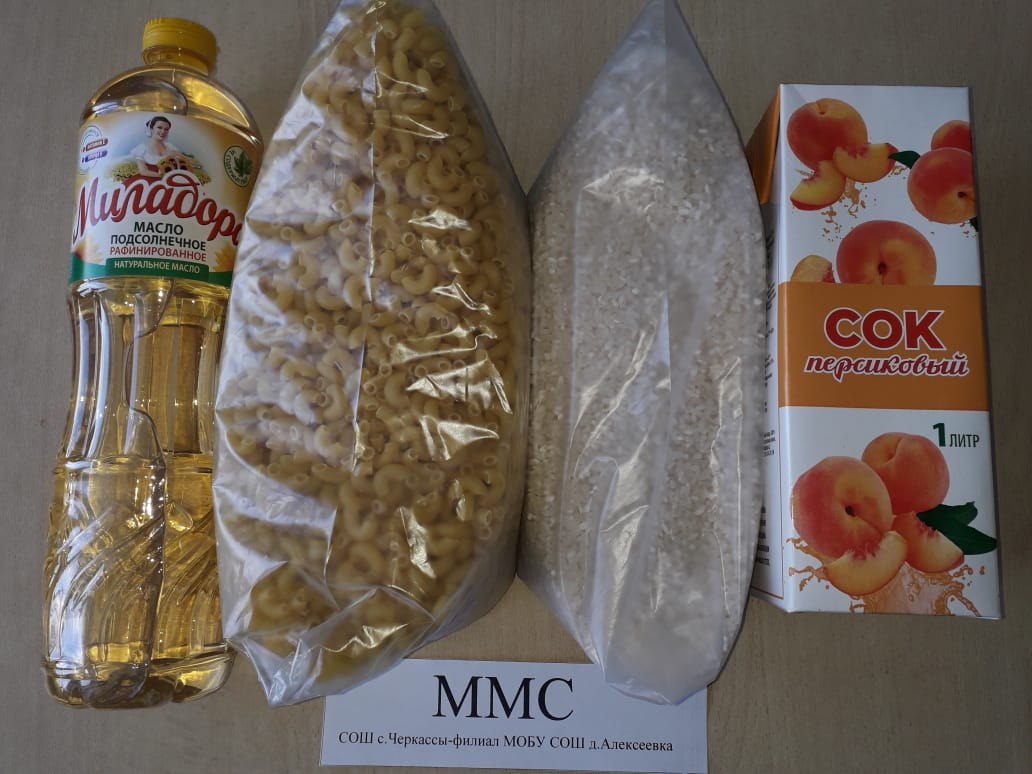 Миладора
МАСЛО
ПОДСОЛНЕЧНОЕ
РАФИНИРОВАННОЕ
НАТУРАЛЬНОЕ МАСЛО
СОК
персиковый
1 ЛИТР
ММС
СОШ с.Черкассы-филиал МОБУ СОШ д.Алексеевка